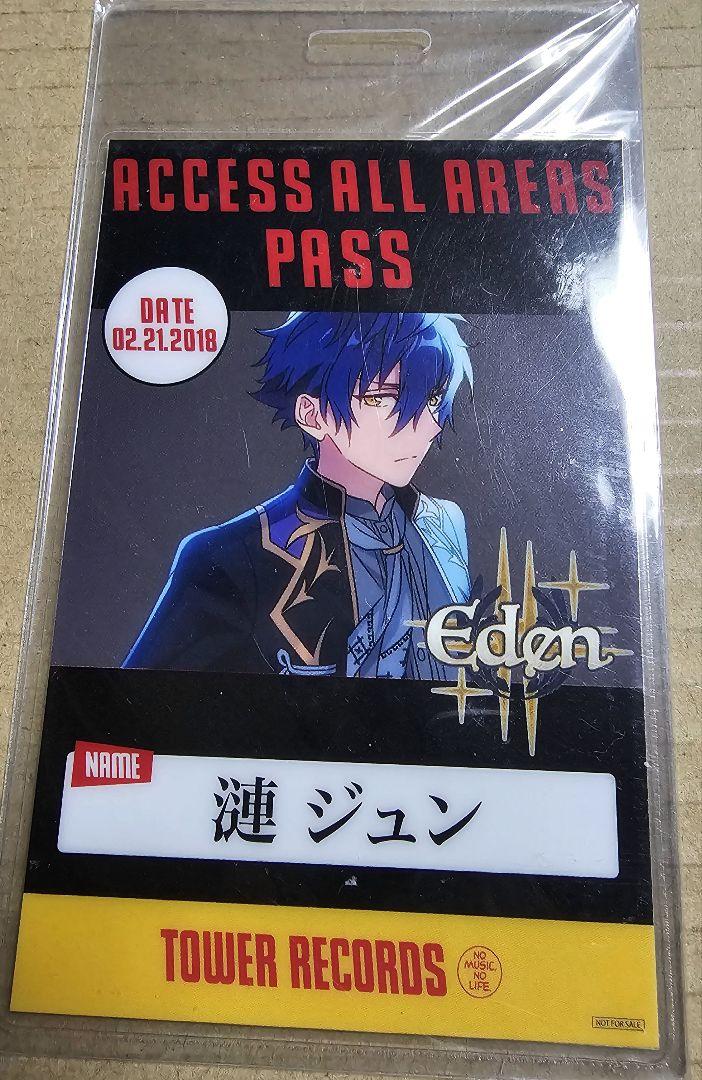 ACCESS ALL AREAS
PASS
DATE
02.21.2018
Eden
NAME
漣 ジュン
TOWER RECORDS
NO
MUSIC,
NO
LIFE.
NOT FOR SALE